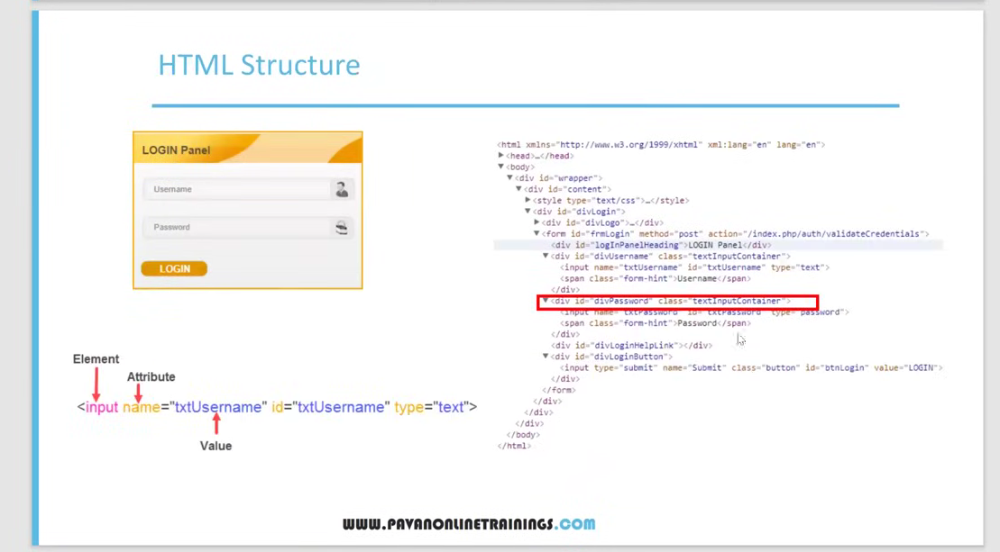 HTML Structure
LOGIN Panel
Username
Password
LOGIN
Element
Attribute
<input name="txtUsername" id="txtUsername" type="text">
Value
<html xmlns="http://www.w3.org/1999/xhtml" xml:lang="en" lang="en">
<head>…</head>
<body>
<div id="wrapper">
<div id="content">
<style type="text/css">…</style>
<div id="divLogin">
<div id="divLogo">…</div>
<form id="frmLogin" method="post" action="/index.php/auth/validateCredentials">
<div id="logInPanelHeading">LOGIN Panel</div>
<div id="divUsername" class="textInputContainer">
<input name="txtUsername" id="txtUsername" type="text">
<span class="form-hint">Username</span>
</div>
<div id="divPassword" class="textInputContainer">
<input name="txtPassword" id="txtPassword" type="password">
<span class="form-hint">Password</span>
</div>
<div id="divLoginHelpLink"></div>
<div id="divLoginButton">
<input type="submit" name="Submit" class="button" id="btnLogin" value="LOGIN">
</div>
</form>
</div>
</div>
</div>
</body>
</html>
WWW.PAVANONLINETRAININGS.COM